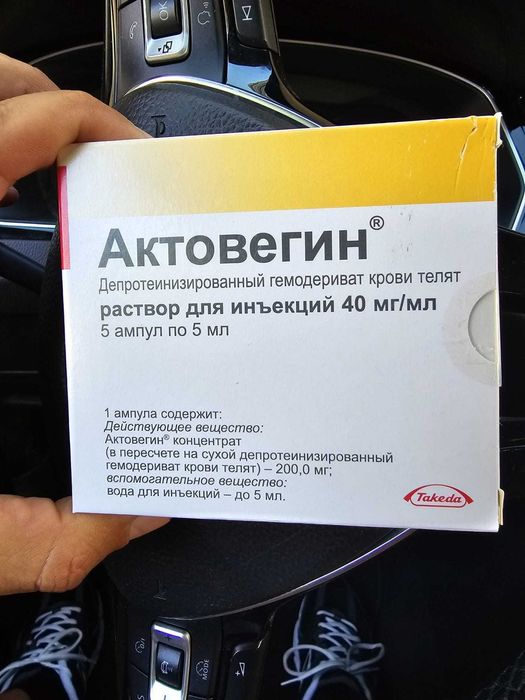 OK
Актовегин®
Депротеинизированный гемодериват крови телят
раствор для инъекций 40 мг/мл
5 ампул по 5 мл
1 ампула содержит:
Действующее вещество:
Актовегин® концентрат
(в пересчете на сухой депротеинизированный
гемодериват крови телят) – 200,0 мг;
вспомогательное вещество:
вода для инъекций – до 5 мл.
Takeda
MODE